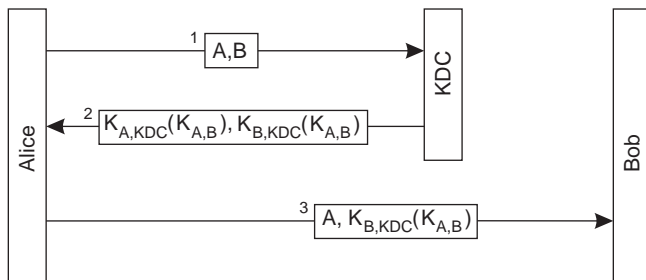 1
A,B
KDC
2
K_A,KDC(K_A,B), K_B,KDC(K_A,B)
Alice
Bob
3
A, K_B,KDC(K_A,B)